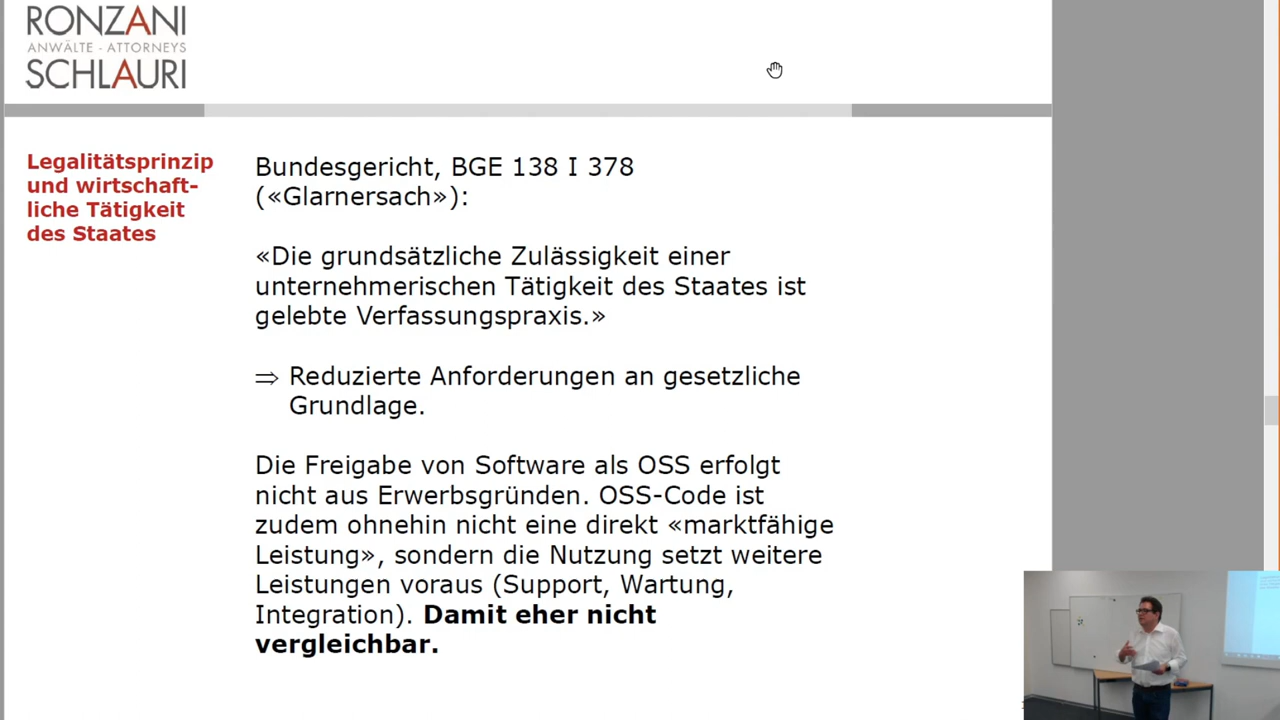 RONZANI
ANWÄLTE - ATTORNEYS
SCHLAURI
Legalitätsprinzip
und wirtschaft-
liche Tätigkeit
des Staates
Bundesgericht, BGE 138 I 378
(«Glarnersach»):
«Die grundsätzliche Zulässigkeit einer
unternehmerischen Tätigkeit des Staates ist
gelebte Verfassungspraxis.»
⇒ Reduzierte Anforderungen an gesetzliche
Grundlage.
Die Freigabe von Software als OSS erfolgt
nicht aus Erwerbsgründen. OSS-Code ist
zudem ohnehin nicht eine direkt «marktfähige
Leistung», sondern die Nutzung setzt weitere
Leistungen voraus (Support, Wartung,
Integration). Damit eher nicht
vergleichbar.